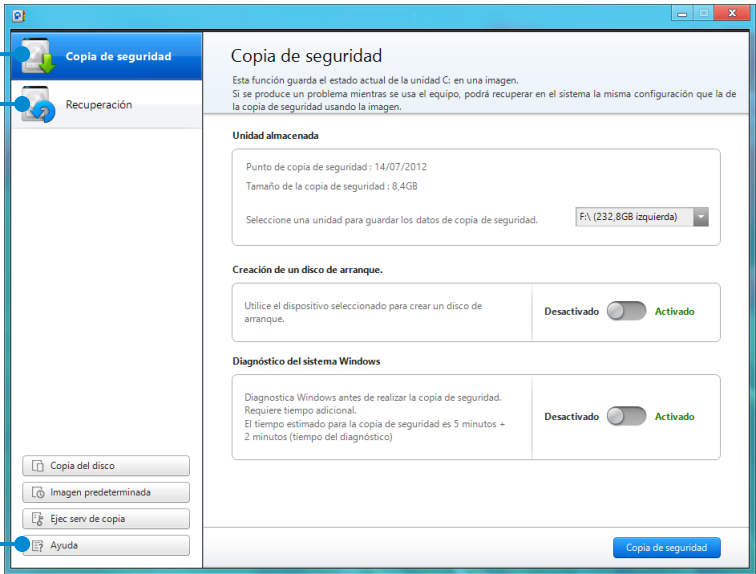 Copia de seguridad
Recuperación
Copia del disco
Imagen predeterminada
Ejec serv de copia
Ayuda
Copia de seguridad
Esta función guarda el estado actual de la unidad C: en una imagen.
Si se produce un problema mientras se usa el equipo, podrá recuperar en el sistema la misma configuración que la de
la copia de seguridad usando la imagen.
Unidad almacenada
Punto de copia de seguridad : 14/07/2012
Tamaño de la copia de seguridad : 8,4GB
Seleccione una unidad para guardar los datos de copia de seguridad.
F:\ (232,8GB izquierda)
Creación de un disco de arranque.
Utilice el dispositivo seleccionado para crear un disco de
arranque.
Desactivado Activado
Diagnóstico del sistema Windows
Diagnostica Windows antes de realizar la copia de seguridad.
Requiere tiempo adicional.
El tiempo estimado para la copia de seguridad es 5 minutos +
2 minutos (tiempo del diagnóstico)
Desactivado Activado
Copia de seguridad